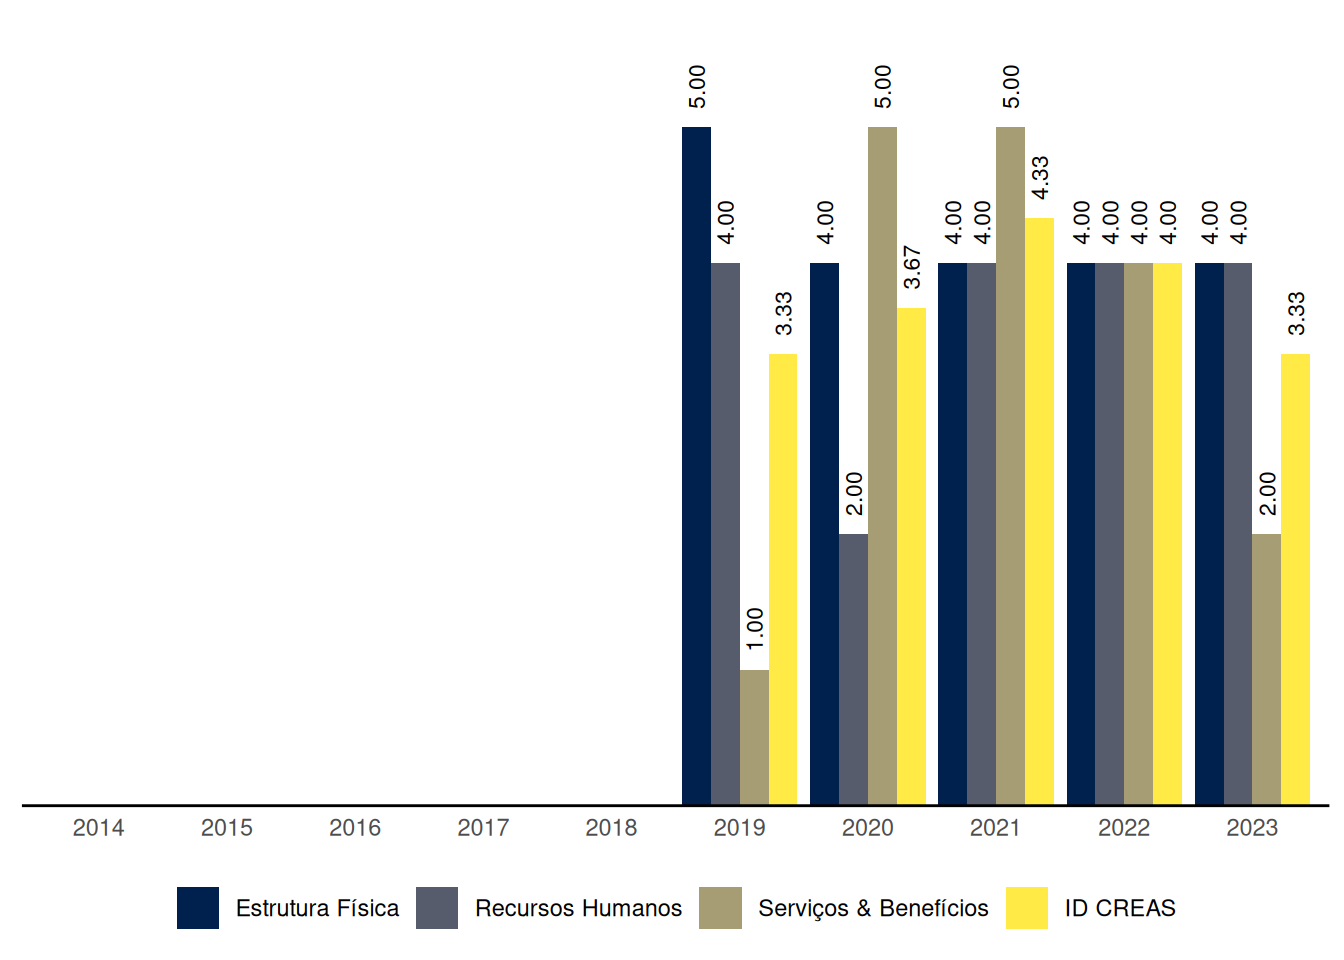 5.00 4.00 1.00 3.33 4.00 2.00 5.00 3.67 4.00 4.00 5.00 4.33 4.00 4.00 4.00 4.00 4.00 4.00 2.00 3.33
2014 2015 2016 2017 2018 2019 2020 2021 2022 2023
Estrutura Física Recursos Humanos Serviços & Benefícios ID CREAS